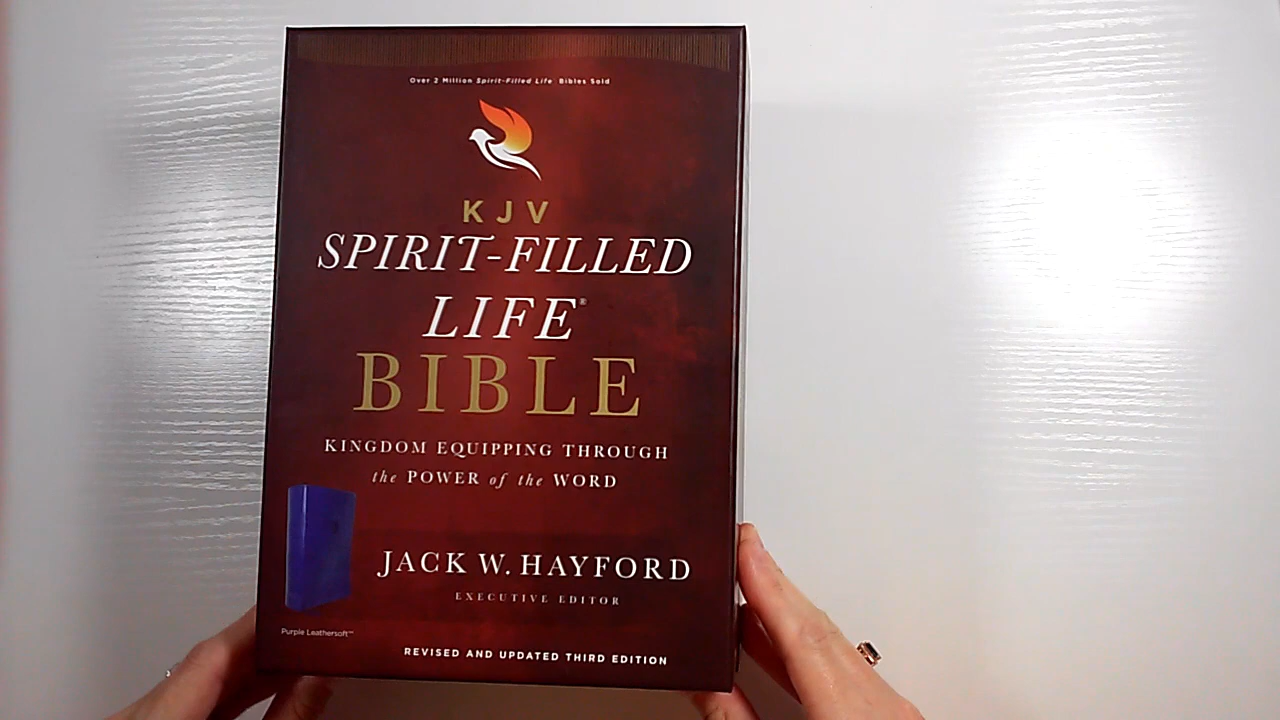 Over 2 Million Spirit-Filled Life Bibles Sold
KJV
SPIRIT-FILLED
LIFE®
BIBLE
KINGDOM EQUIPPING THROUGH
the POWER of the WORD
JACK W. HAYFORD
EXECUTIVE EDITOR
Purple Leathersoft™
REVISED AND UPDATED THIRD EDITION